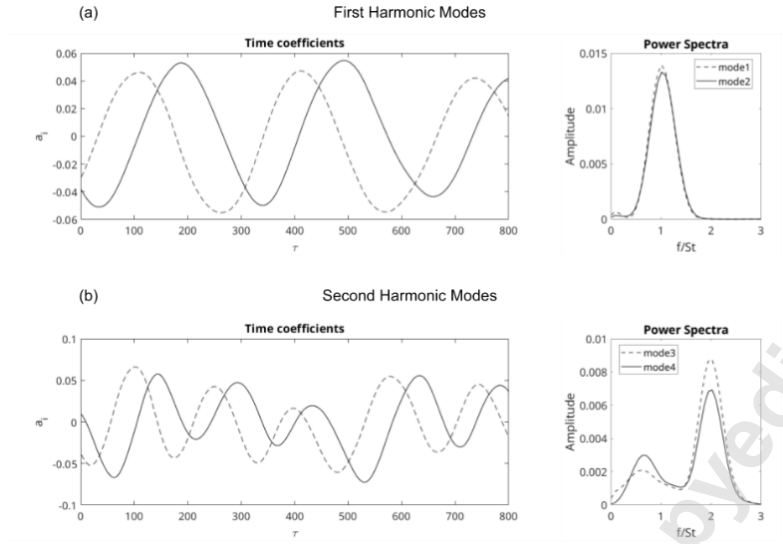 (a) First Harmonic Modes
Time coefficients
0.06
0.04
0.02
0
-0.02
-0.04
-0.06
a_i
0 100 200 300 400 500 600 700 800
τ
Power Spectra
mode1
mode2
0.015
0.01
0.005
0
Amplitude
0 1 2 3
f/St
(b) Second Harmonic Modes
Time coefficients
0.1
0.05
0
-0.05
-0.1
a_i
0 100 200 300 400 500 600 700 800
τ
Power Spectra
mode3
mode4
0.01
0.008
0.006
0.004
0.002
0
Amplitude
0 1 2 3
f/St